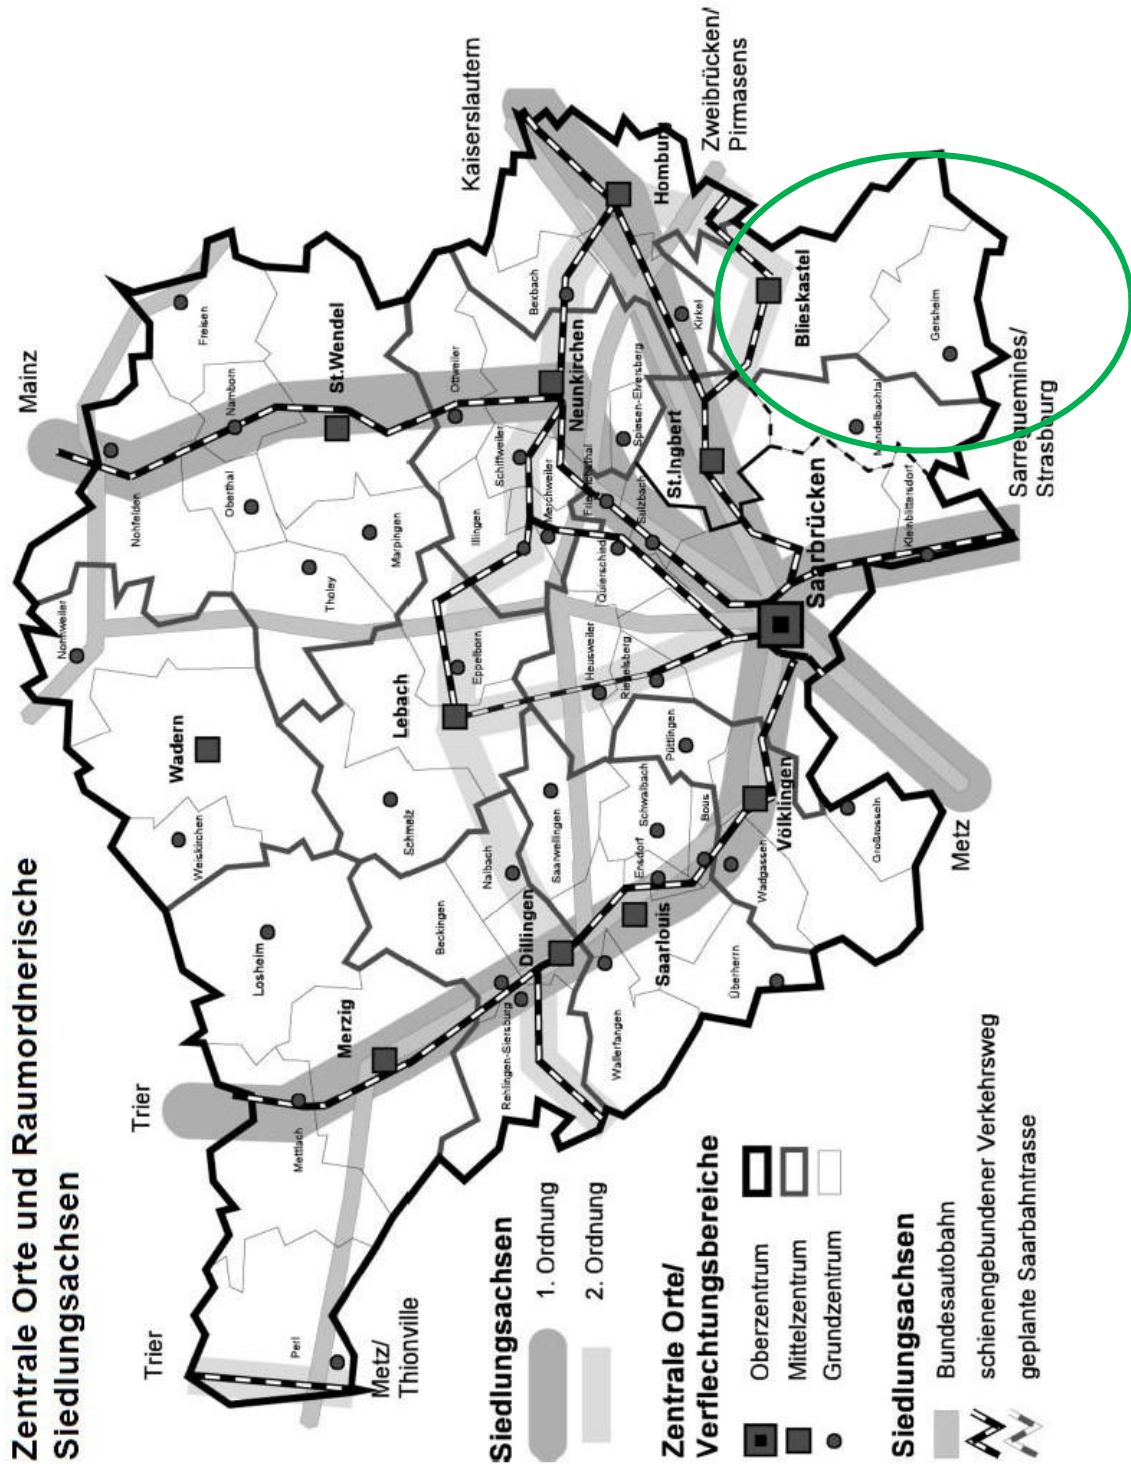 Zentrale Orte und Raumordnerische
Siedlungsachsen
Trier
Trier
Mainz
Kaiserslautern
Zweibrücken/
Pirmasens
Sarreguemines/
Strasburg
Metz
Metz/
Thionville
Perl
Mettlach
Merzig
Losheim
Weiskirchen
Wadern
Nonnweiler
Nohfelden
Freisen
Namborn
Oberthal
St.Wendel
Tholey
Marpingen
Ottweiler
Bexbach
Homburg
Neunkirchen
Schiffweiler
Illingen
Merchweiler
Eppelborn
Lebach
Schmelz
Beckingen
Nalbach
Dillingen
Rehlingen-Siersburg
Wallerfangen
Saarlouis
Saarwellingen
Ensdorf
Schwalbach
Bous
Überherrn
Wadgassen
Völklingen
Püttlingen
Heusweiler
Riegelsberg
Quierschied
Friedrichsthal
Sulzbach
Spiesen-Elversberg
St.Ingbert
Kirkel
Blieskastel
Gersheim
Mandelbachtal
Saarbrücken
Kleinblittersdorf
Großrosseln
Siedlungsachsen
1. Ordnung
2. Ordnung
Zentrale Orte/
Verflechtungsbereiche
Oberzentrum
Mittelzentrum
Grundzentrum
Siedlungsachsen
Bundesautobahn
schienengebundener Verkehrsweg
geplante Saarbahntrasse